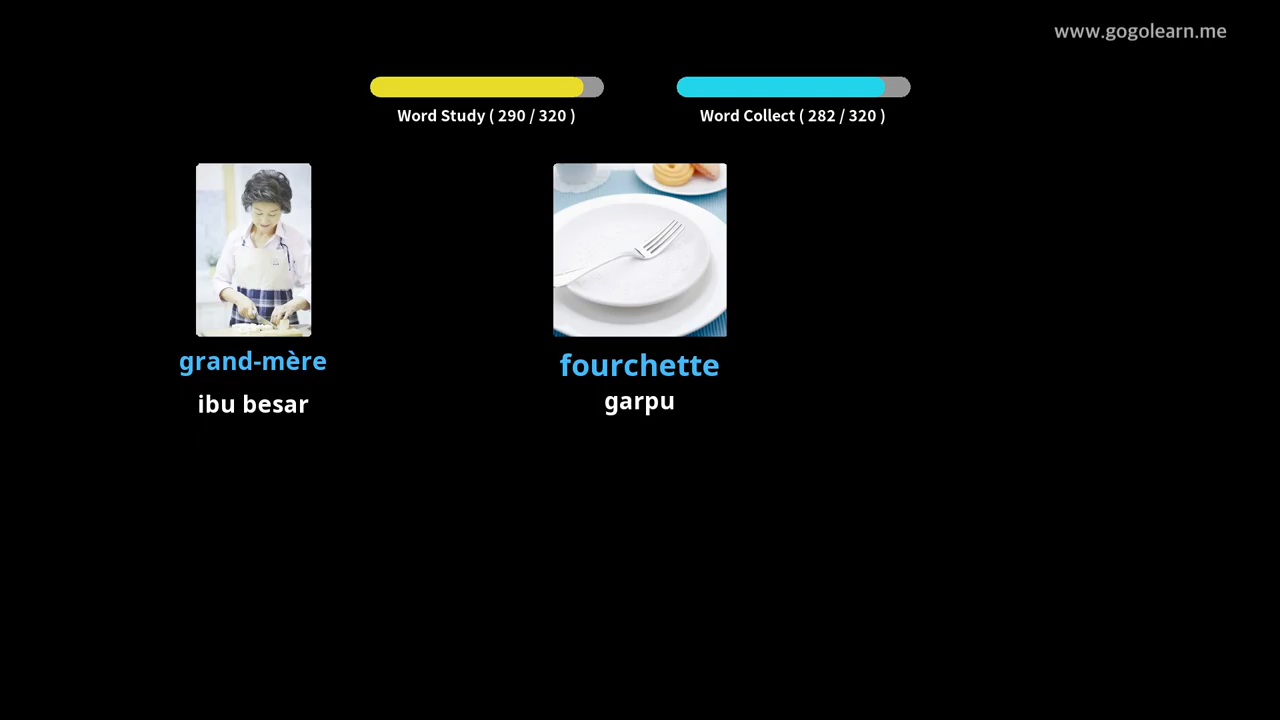 www.gogolearn.me
Word Study ( 290 / 320 )
Word Collect ( 282 / 320 )
grand-mère
ibu besar
fourchette
garpu